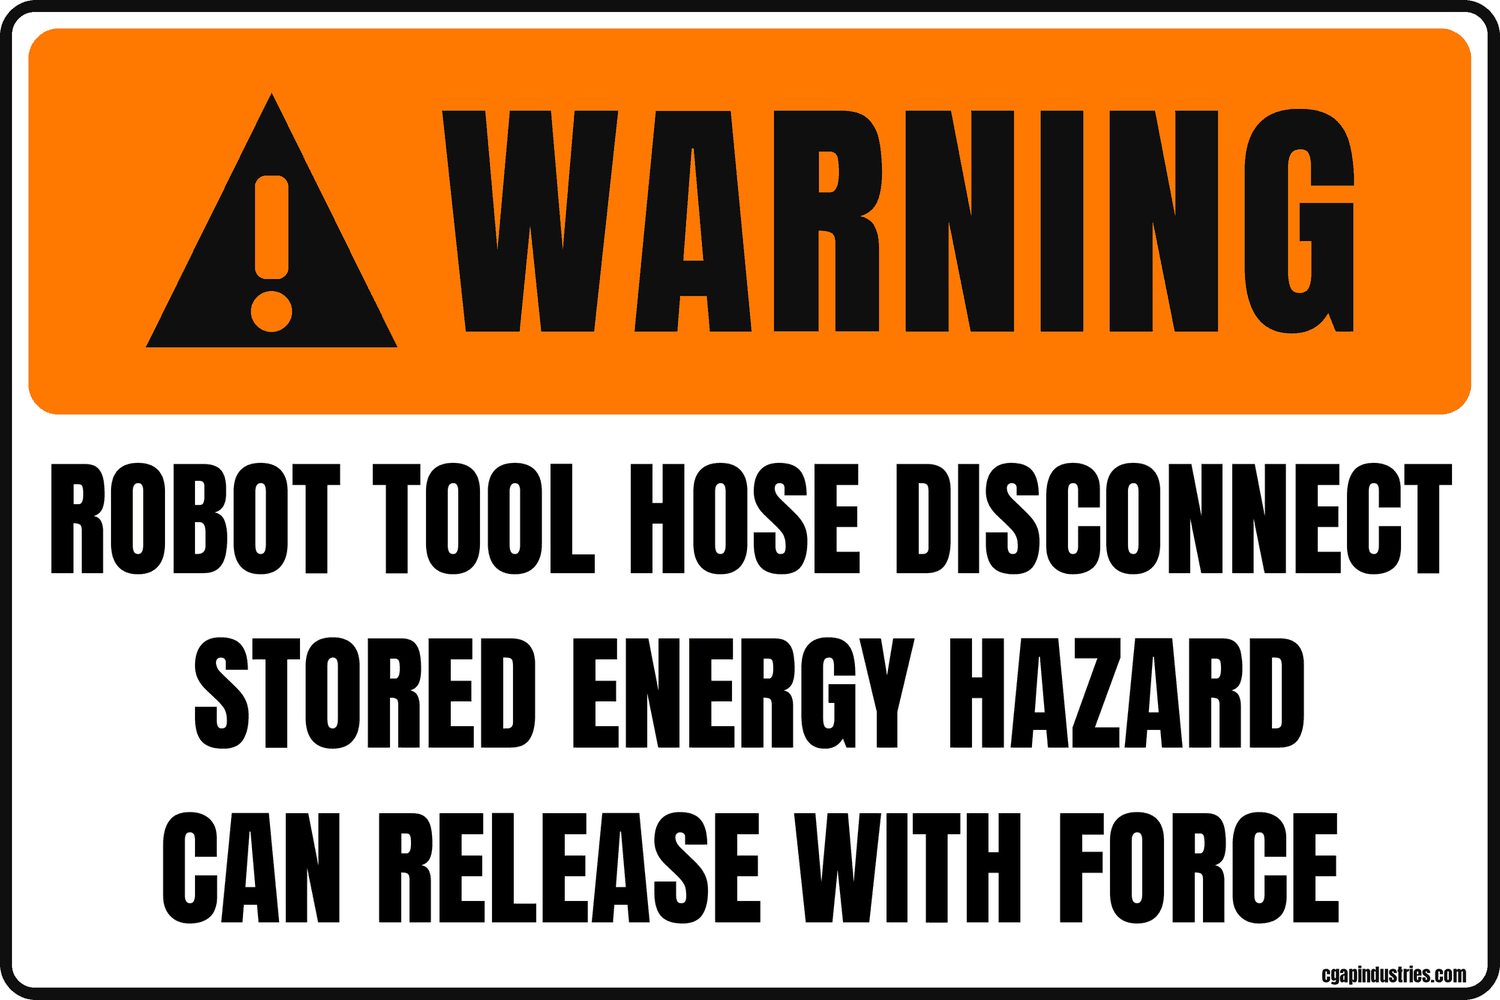 WARNING
ROBOT TOOL HOSE DISCONNECT
STORED ENERGY HAZARD
CAN RELEASE WITH FORCE
cgapindustries.com